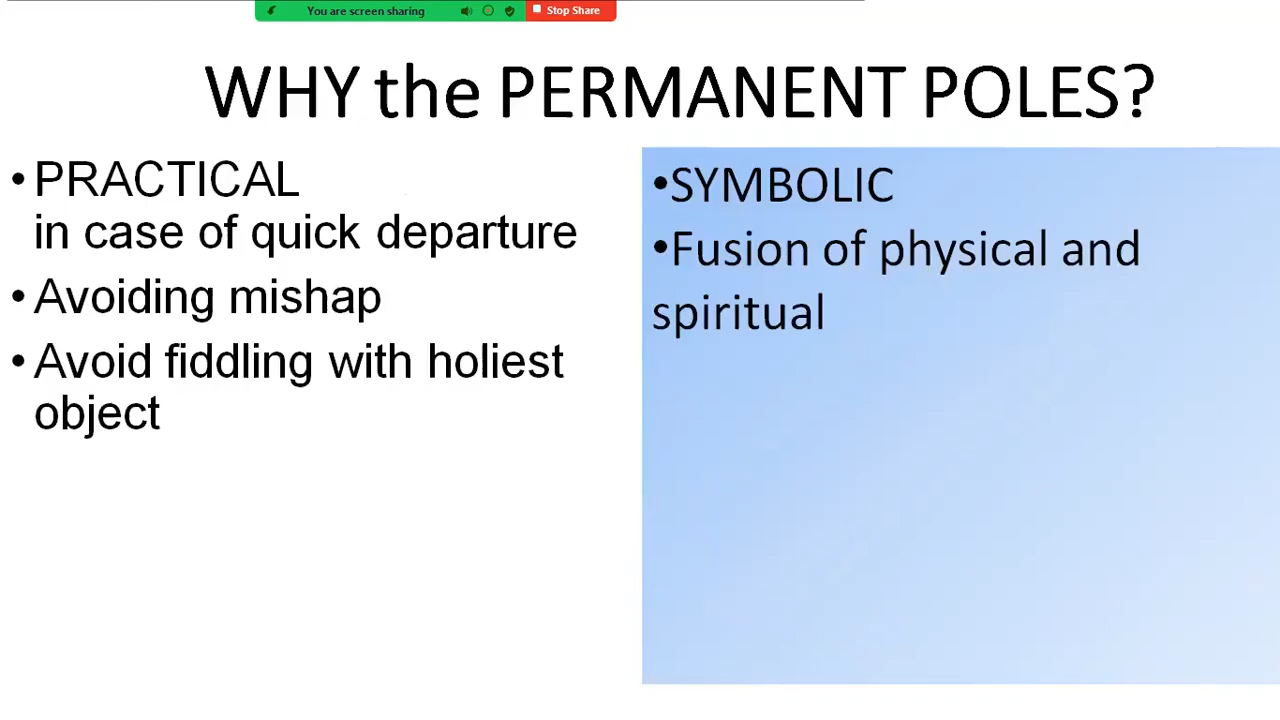 You are screen sharing
Stop Share
WHY the PERMANENT POLES?
•PRACTICAL
in case of quick departure
•Avoiding mishap
•Avoid fiddling with holiest
object
•SYMBOLIC
•Fusion of physical and
spiritual